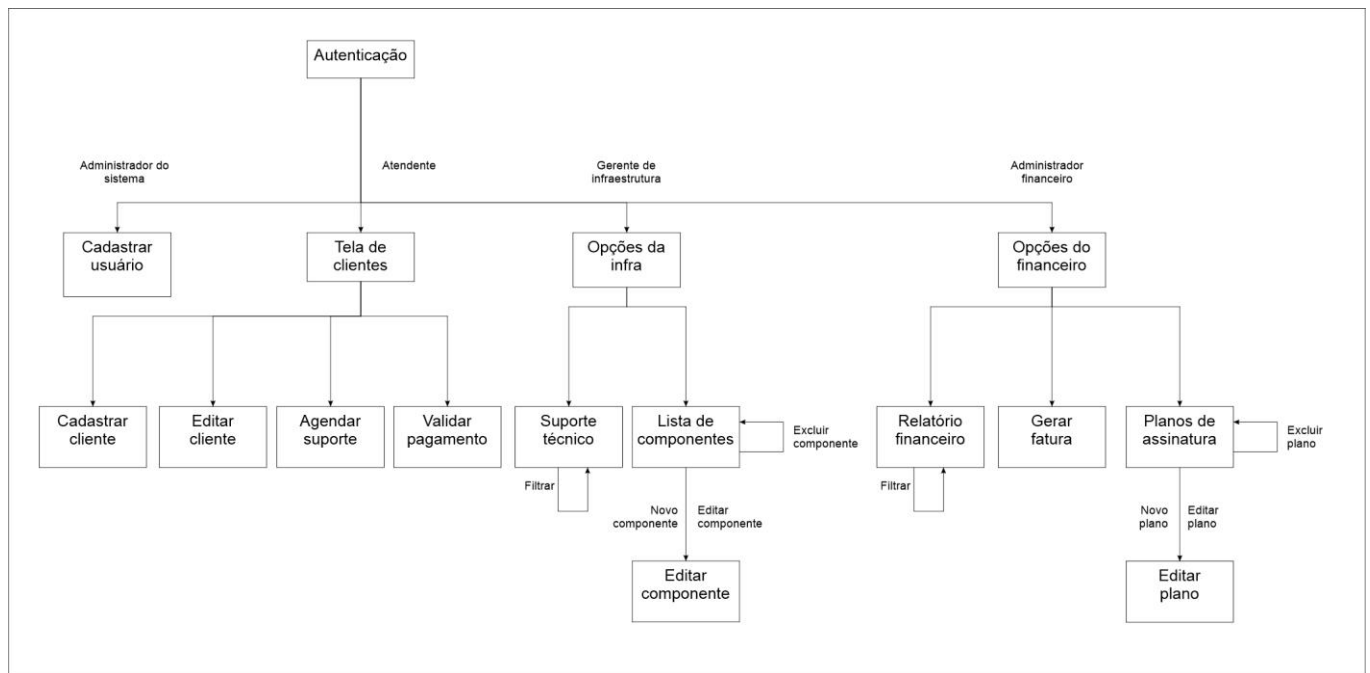 Autenticação
Administrador do
sistema
Atendente
Gerente de
infraestrutura
Administrador
financeiro
Cadastrar
usuário
Tela de
clientes
Opções da
infra
Opções do
financeiro
Cadastrar
cliente
Editar
cliente
Agendar
suporte
Validar
pagamento
Suporte
técnico
Lista de
componentes
Excluir
componente
Relatório
financeiro
Gerar
fatura
Planos de
assinatura
Excluir
plano
Filtrar
Novo
componente
Editar
componente
Filtrar
Novo
plano
Editar
plano
Editar
componente
Editar
plano